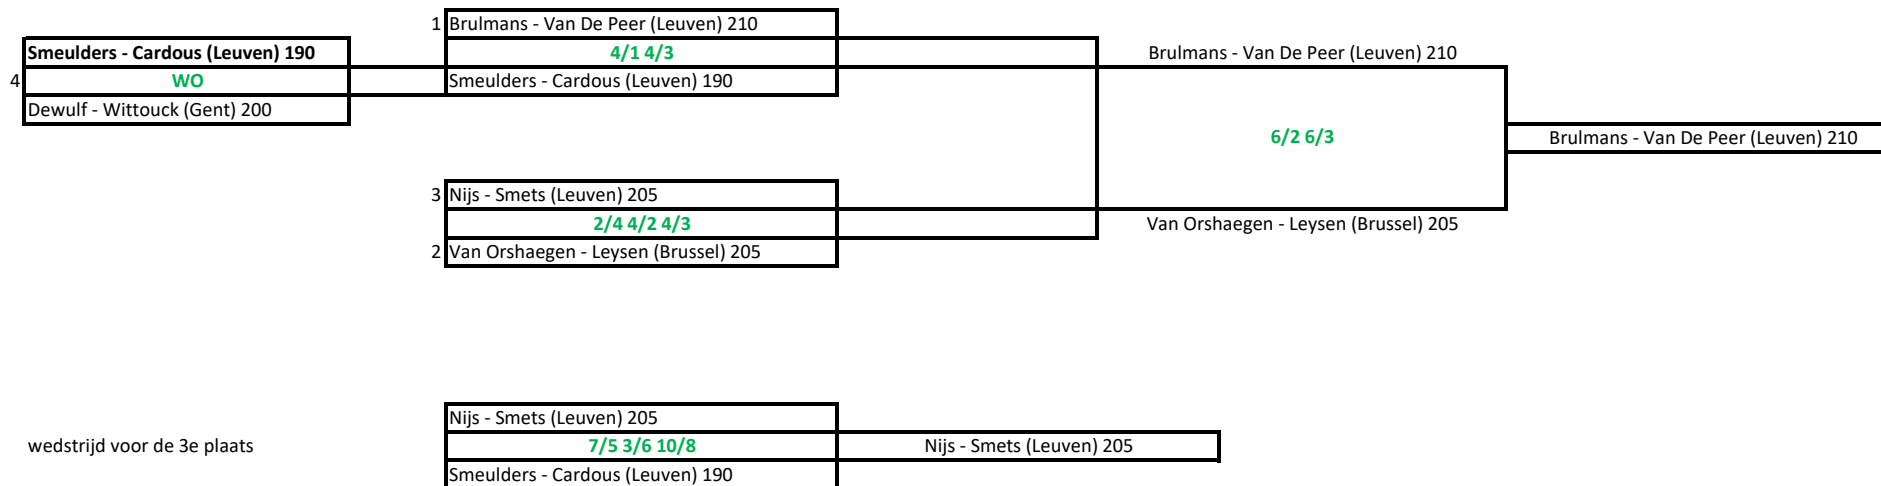 1 Brulmans - Van De Peer (Leuven) 210
Smeulders - Cardous (Leuven) 190 4/1 4/3 Brulmans - Van De Peer (Leuven) 210
4 WO Smeulders - Cardous (Leuven) 190
Dewulf - Wittouck (Gent) 200
6/2 6/3 Brulmans - Van De Peer (Leuven) 210
3 Nijs - Smets (Leuven) 205
2/4 4/2 4/3 Van Orshaegen - Leysen (Brussel) 205
2 Van Orshaegen - Leysen (Brussel) 205
Nijs - Smets (Leuven) 205
wedstrijd voor de 3e plaats 7/5 3/6 10/8 Nijs - Smets (Leuven) 205
Smeulders - Cardous (Leuven) 190